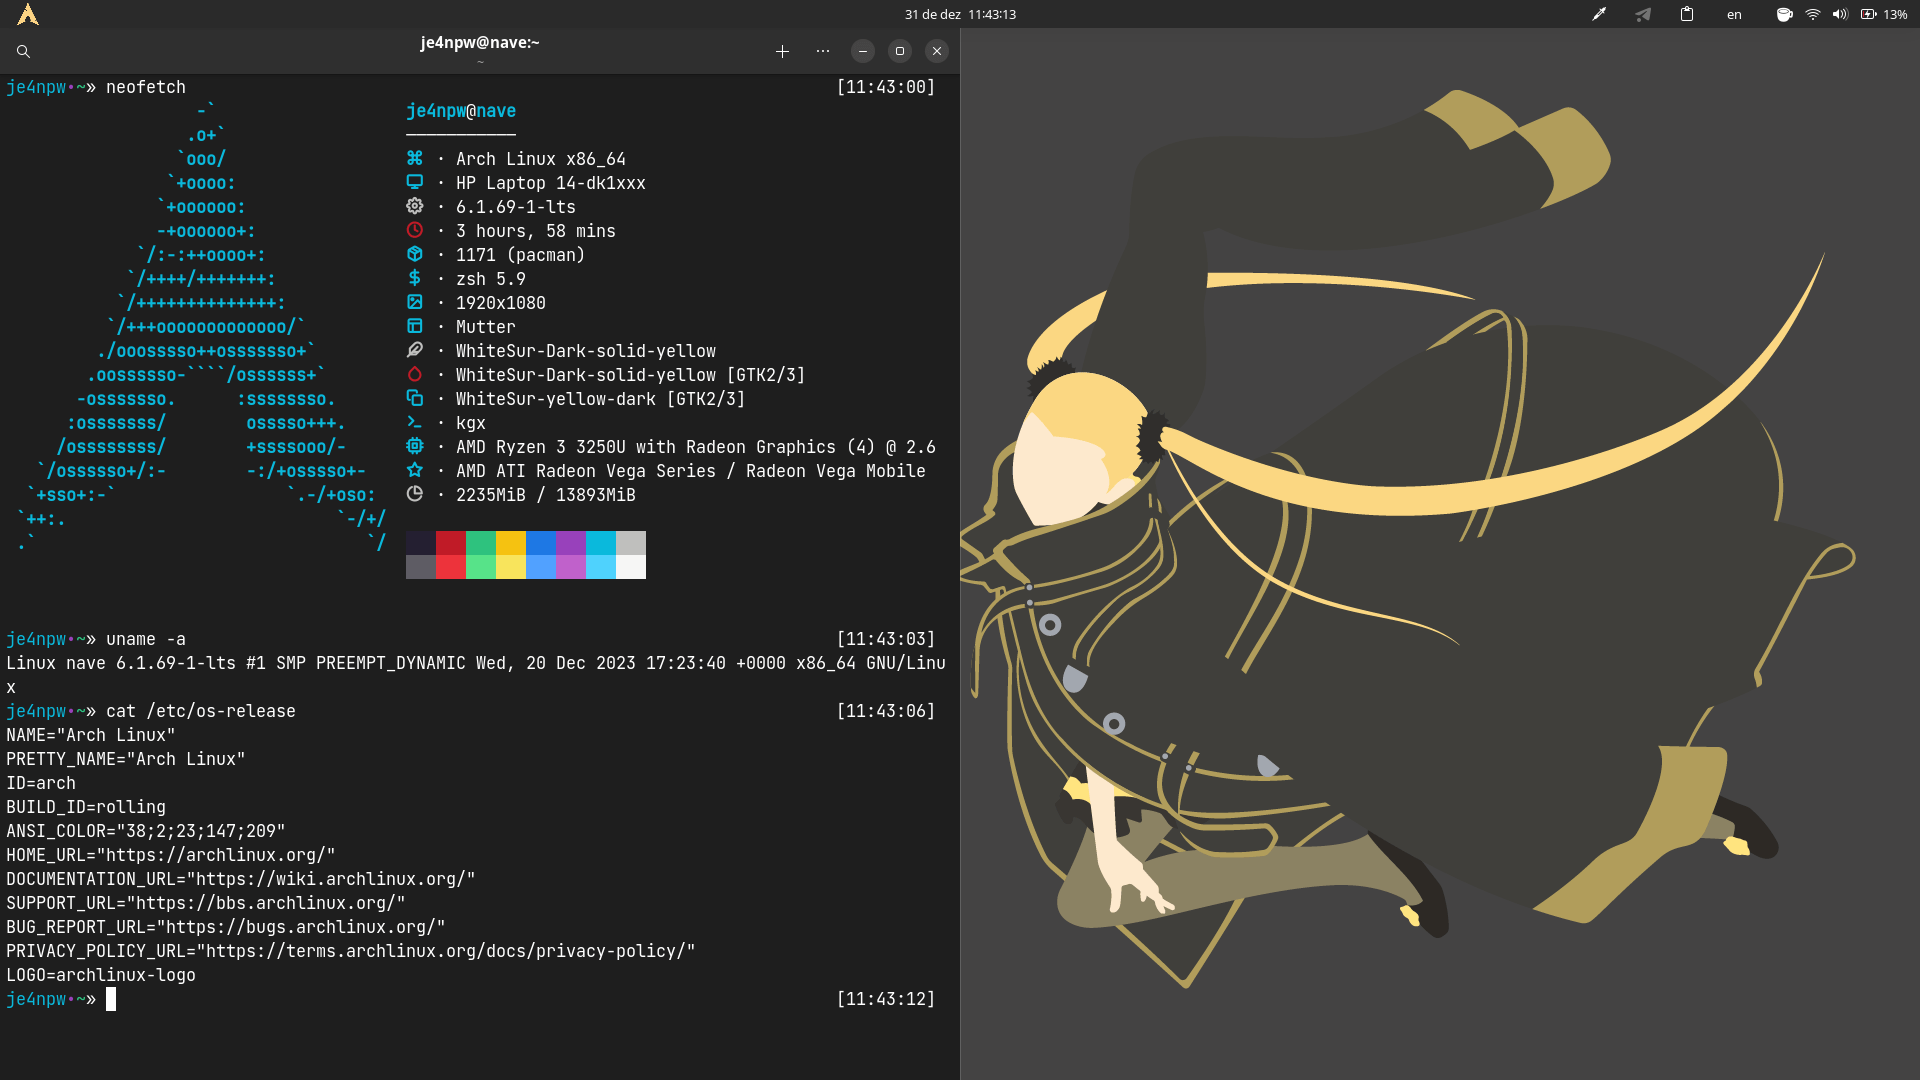 31 de dez  11:43:13
en
13%
je4npw@nave:~
~
je4npw•~» neofetch [11:43:00]
-`
.o+`
`ooo/
`+oooo:
`+oooooo:
-+oooooo+:
`/:-:++oooo+:
`/++++/+++++++:
`/++++++++++++++:
`/+++ooooooooooooo/`
./ooosssso++osssssso+`
.oossssso-````/ossssss+`
-osssssso.      :ssssssso.
:osssssss/        osssso+++.
/ossssssss/        +ssssooo/-
`/ossssso+/:-        -:/+osssso+-
`+sso+:-`                 `.-/+oso:
`++:.                           `-/+/
.`                                 `/
je4npw@nave
───────────
· Arch Linux x86_64
· HP Laptop 14-dk1xxx
· 6.1.69-1-lts
· 3 hours, 58 mins
· 1171 (pacman)
· zsh 5.9
· 1920x1080
· Mutter
· WhiteSur-Dark-solid-yellow
· WhiteSur-Dark-solid-yellow [GTK2/3]
· WhiteSur-yellow-dark [GTK2/3]
· kgx
· AMD Ryzen 3 3250U with Radeon Graphics (4) @ 2.6
· AMD ATI Radeon Vega Series / Radeon Vega Mobile
· 2235MiB / 13893MiB
je4npw•~» uname -a [11:43:03]
Linux nave 6.1.69-1-lts #1 SMP PREEMPT_DYNAMIC Wed, 20 Dec 2023 17:23:40 +0000 x86_64 GNU/Linu
x
je4npw•~» cat /etc/os-release [11:43:06]
NAME="Arch Linux"
PRETTY_NAME="Arch Linux"
ID=arch
BUILD_ID=rolling
ANSI_COLOR="38;2;23;147;209"
HOME_URL="https://archlinux.org/"
DOCUMENTATION_URL="https://wiki.archlinux.org/"
SUPPORT_URL="https://bbs.archlinux.org/"
BUG_REPORT_URL="https://bugs.archlinux.org/"
PRIVACY_POLICY_URL="https://terms.archlinux.org/docs/privacy-policy/"
LOGO=archlinux-logo
je4npw•~» [11:43:12]